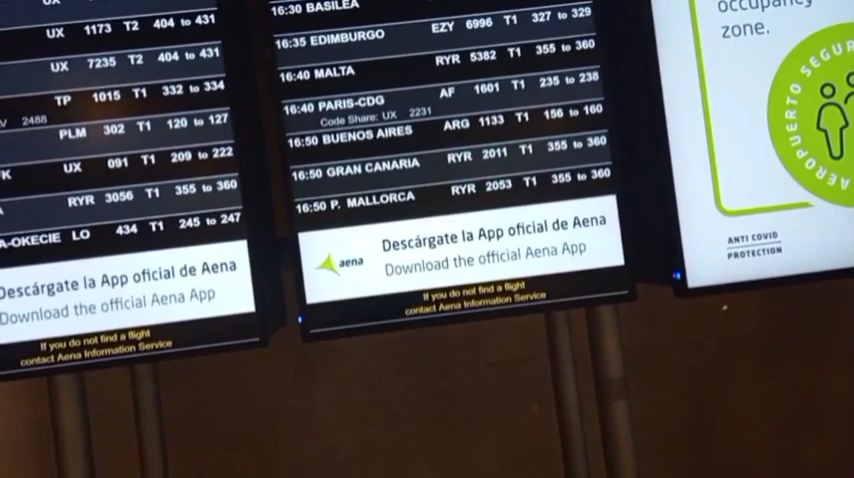 UX 1173 T2 404 to 431
UX 7235 T2 404 to 431
TP 1015 T1 332 to 334
2488
PLM 302 T1 120 to 127
UX 091 T1 209 to 222
RYR 3056 T1 355 to 360
A-OKECIE LO 434 T1 245 to 247
Descárgate la App oficial de Aena
Download the official Aena App
If you do not find a flight
contact Aena Information Service
16:30 BASILEA
16:35 EDIMBURGO EZY 6996 T1 327 to 329
16:40 MALTA RYR 5382 T1 355 to 360
16:40 PARIS-CDG AF 1601 T1 235 to 238
Code Share: UX 2231
16:50 BUENOS AIRES ARG 1133 T1 156 to 160
16:50 GRAN CANARIA RYR 2011 T1 355 to 360
16:50 P. MALLORCA RYR 2053 T1 355 to 360
aena
Descárgate la App oficial de Aena
Download the official Aena App
If you do not find a flight
contact Aena Information Service
occupancy
zone.
AEROPUERTO SEGUR
ANTI COVID
PROTECTION